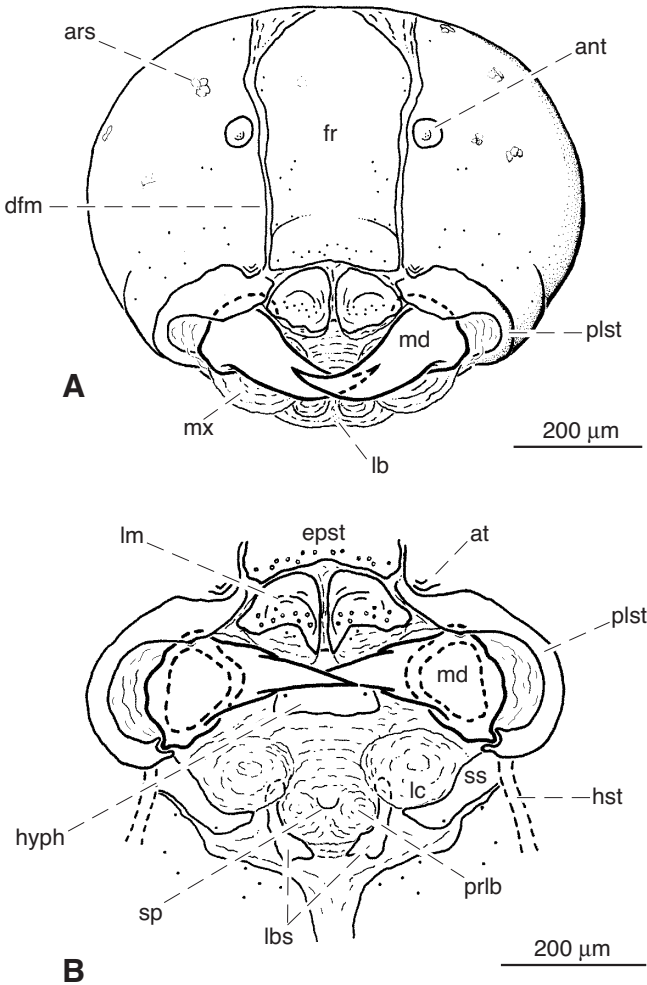 ars
ant
fr
dfm
md
plst
A
mx
200 µm
lb
lm
epst
at
plst
md
lc
ss
hst
hyph
sp
prlb
lbs
200 µm
B